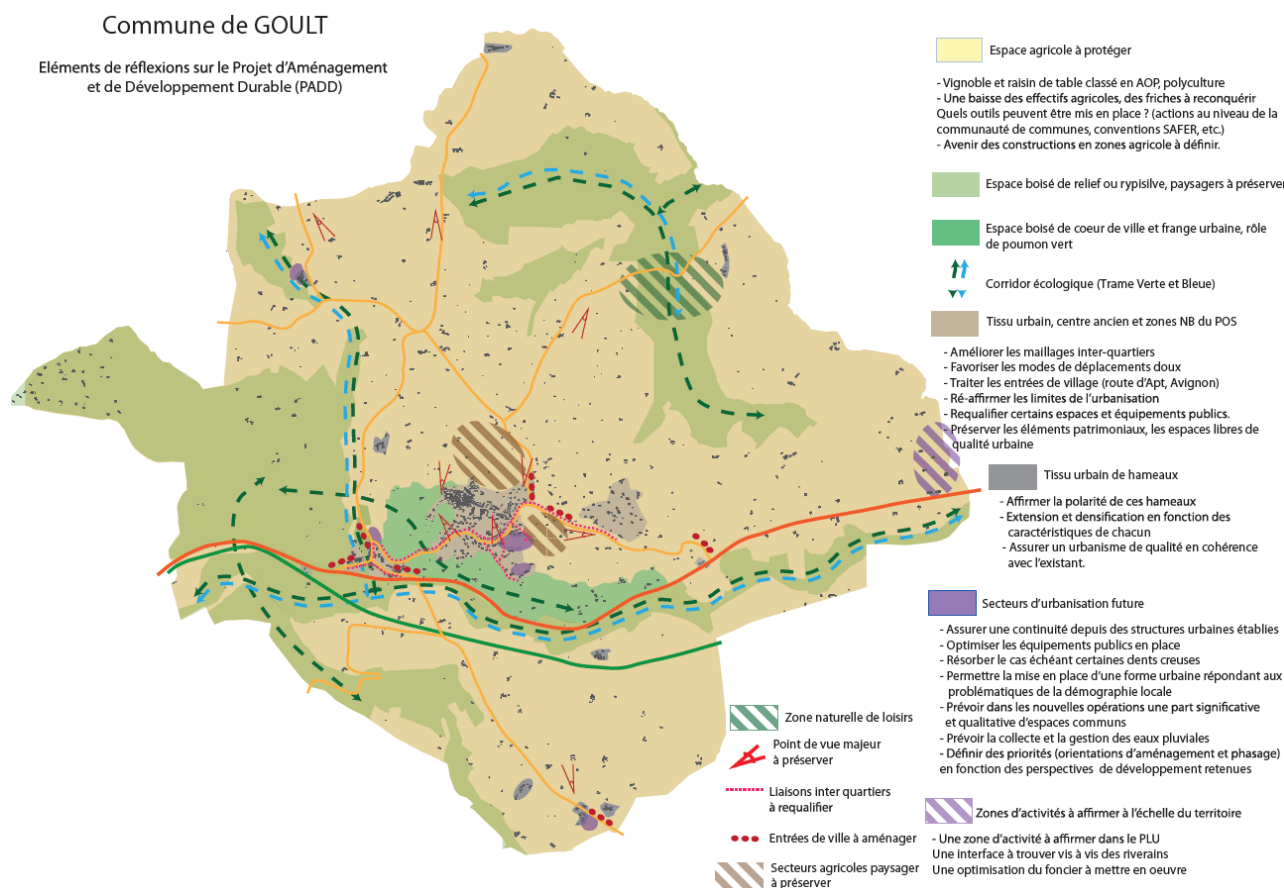 Commune de GOULT
Eléments de réflexions sur le Projet d'Aménagement
et de Développement Durable (PADD)
Espace agricole à protéger
- Vignoble et raisin de table classé en AOP, polyculture
- Une baisse des effectifs agricoles, des friches à reconquérir
Quels outils peuvent être mis en place ? (actions au niveau de la
communauté de communes, conventions SAFER, etc.)
- Avenir des constructions en zones agricole à définir.
Espace boisé de relief ou rypisilve, paysagers à préserver
Espace boisé de coeur de ville et frange urbaine, rôle
de poumon vert
Corridor écologique (Trame Verte et Bleue)
Tissu urbain, centre ancien et zones NB du POS
- Améliorer les maillages inter-quartiers
- Favoriser les modes de déplacements doux
- Traiter les entrées de village (route d'Apt, Avignon)
- Ré-affirmer les limites de l'urbanisation
- Requalifier certains espaces et équipements publics.
- Préserver les éléments patrimoniaux, les espaces libres de
qualité urbaine
Tissu urbain de hameaux
- Affirmer la polarité de ces hameaux
- Extension et densification en fonction des
caractéristiques de chacun
- Assurer un urbanisme de qualité en cohérence
avec l'existant.
Secteurs d'urbanisation future
- Assurer une continuité depuis des structures urbaines établies
- Optimiser les équipements publics en place
- Résorber le cas échéant certaines dents creuses
- Permettre la mise en place d'une forme urbaine répondant aux
problématiques de la démographie locale
- Prévoir dans les nouvelles opérations une part significative
et qualitative d'espaces communs
- Prévoir la collecte et la gestion des eaux pluviales
- Définir des priorités (orientations d'aménagement et phasage)
en fonction des perspectives de développement retenues
Zones d'activités à affirmer à l'échelle du territoire
- Une zone d'activité à affirmer dans le PLU
Une interface à trouver vis à vis des riverains
Une optimisation du foncier à mettre en oeuvre
Zone naturelle de loisirs
Point de vue majeur
à préserver
Liaisons inter quartiers
à requalifier
Entrées de ville à aménager
Secteurs agricoles paysager
à préserver